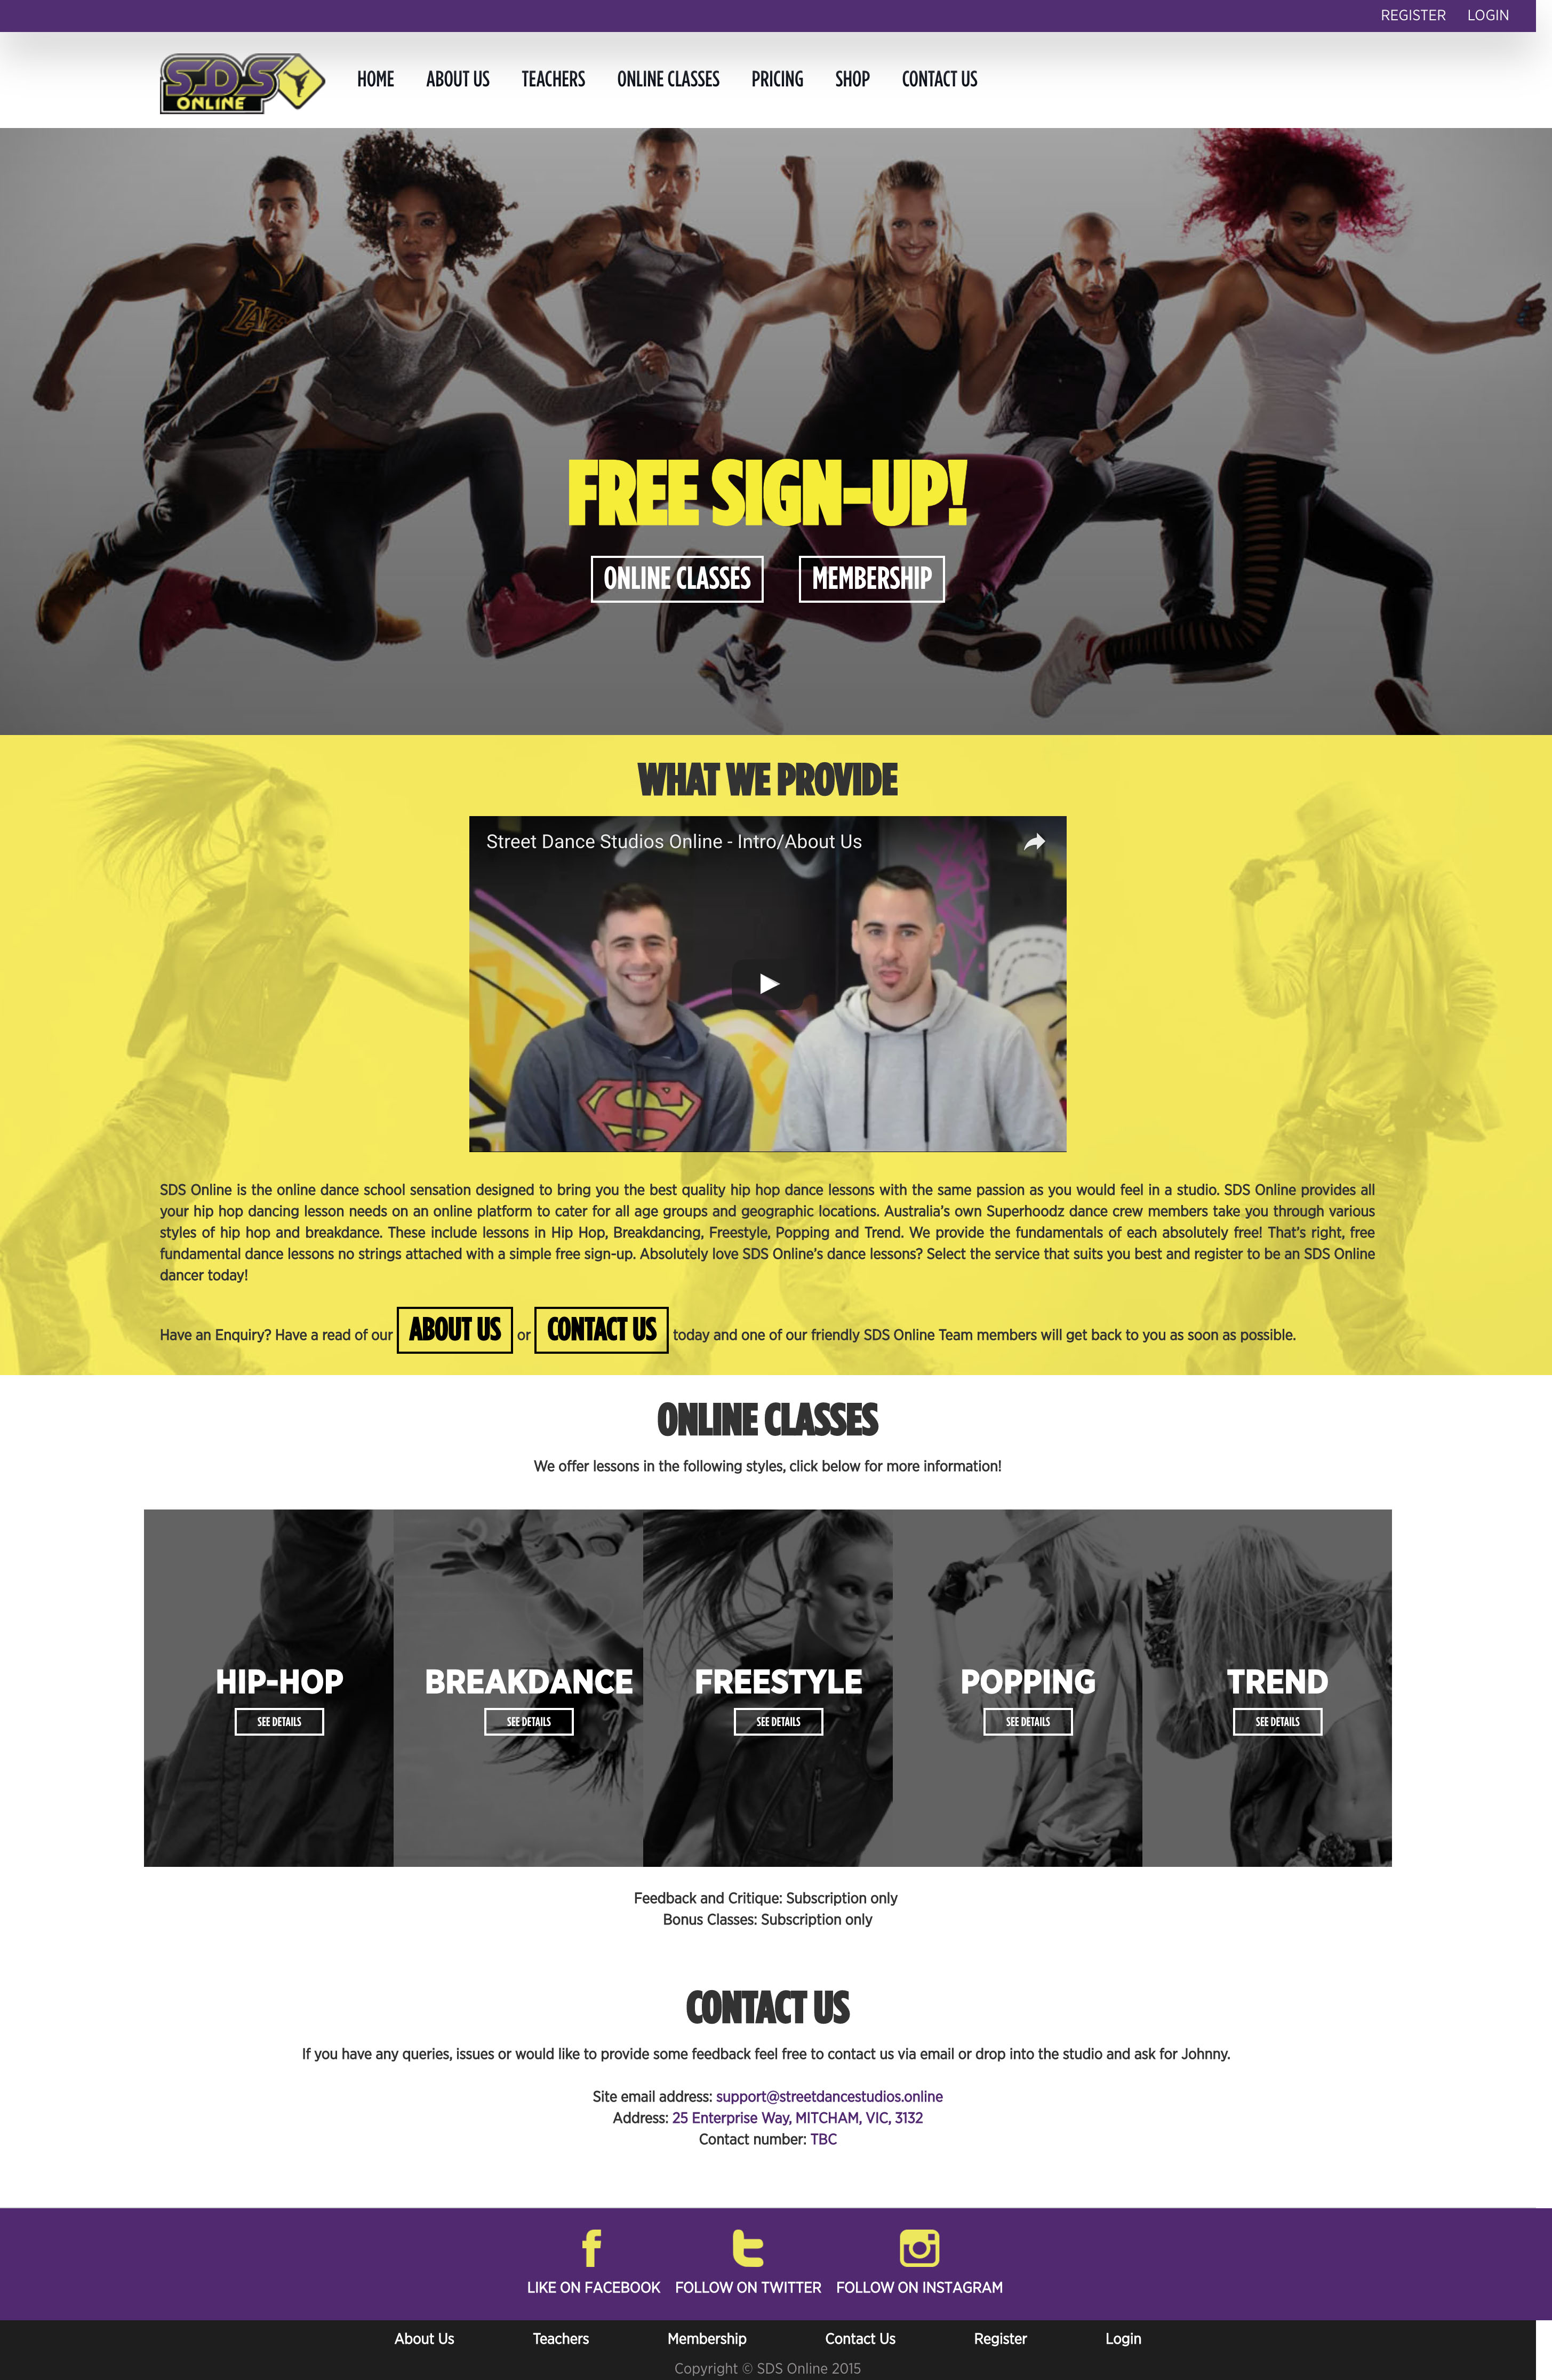 REGISTER LOGIN
SDS
ONLINE
HOME ABOUT US TEACHERS ONLINE CLASSES PRICING SHOP CONTACT US
LAKE
FREE SIGN-UP!
ONLINE CLASSES MEMBERSHIP
WHAT WE PROVIDE
Street Dance Studios Online - Intro/About Us
SDS Online is the online dance school sensation designed to bring you the best quality hip hop dance lessons with the same passion as you would feel in a studio. SDS Online provides all
your hip hop dancing lesson needs on an online platform to cater for all age groups and geographic locations. Australia’s own Superhoodz dance crew members take you through various
styles of hip hop and breakdance. These include lessons in Hip Hop, Breakdancing, Freestyle, Popping and Trend. We provide the fundamentals of each absolutely free! That’s right, free
fundamental dance lessons no strings attached with a simple free sign-up. Absolutely love SDS Online’s dance lessons? Select the service that suits you best and register to be an SDS Online
dancer today!
Have an Enquiry? Have a read of our ABOUT US or CONTACT US today and one of our friendly SDS Online Team members will get back to you as soon as possible.
ONLINE CLASSES
We offer lessons in the following styles, click below for more information!
HIP-HOP BREAKDANCE FREESTYLE POPPING TREND
SEE DETAILS SEE DETAILS SEE DETAILS SEE DETAILS SEE DETAILS
Feedback and Critique: Subscription only
Bonus Classes: Subscription only
CONTACT US
If you have any queries, issues or would like to provide some feedback feel free to contact us via email or drop into the studio and ask for Johnny.
Site email address: support@streetdancestudios.online
Address: 25 Enterprise Way, MITCHAM, VIC, 3132
Contact number: TBC
LIKE ON FACEBOOK FOLLOW ON TWITTER FOLLOW ON INSTAGRAM
About Us Teachers Membership Contact Us Register Login
Copyright © SDS Online 2015